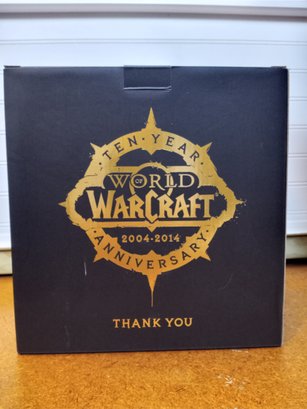 TEN · YEAR
WORLD
OF
WARCRAFT
2004-2014
ANNIVERSARY
THANK YOU